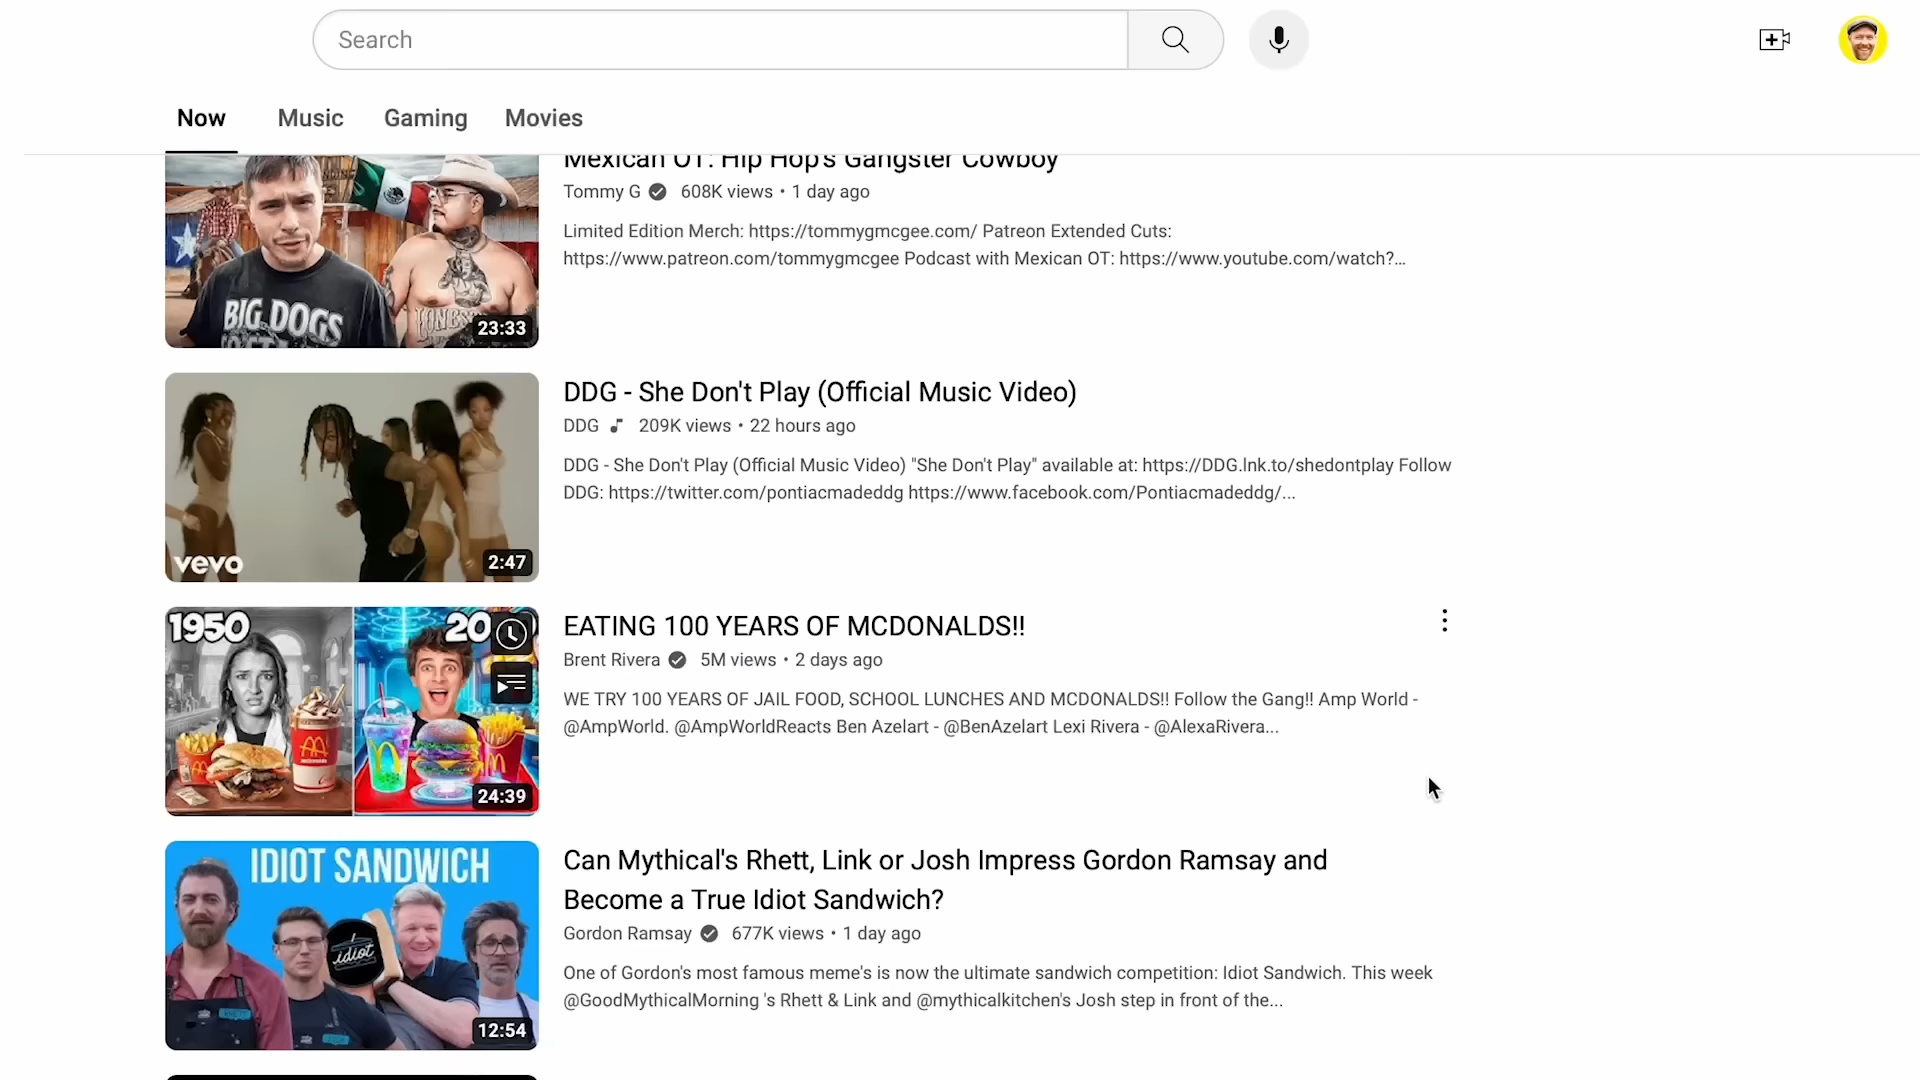 Search
Now
Music
Gaming
Movies
Mexican OT: Hip Hop's Gangster Cowboy
Tommy G 608K views • 1 day ago
Limited Edition Merch: https://tommygmcgee.com/ Patreon Extended Cuts:
https://www.patreon.com/tommygmcgee Podcast with Mexican OT: https://www.youtube.com/watch?...
BIG DOGS
23:33
DDG - She Don't Play (Official Music Video)
DDG 209K views • 22 hours ago
DDG - She Don't Play (Official Music Video) "She Don't Play" available at: https://DDG.lnk.to/shedontplay Follow
DDG: https://twitter.com/pontiacmadeddg https://www.facebook.com/Pontiacmadeddg/...
vevo
2:47
1950
20
EATING 100 YEARS OF MCDONALDS!!
Brent Rivera 5M views • 2 days ago
WE TRY 100 YEARS OF JAIL FOOD, SCHOOL LUNCHES AND MCDONALDS!! Follow the Gang!! Amp World -
@AmpWorld. @AmpWorldReacts Ben Azelart - @BenAzelart Lexi Rivera - @AlexaRivera...
24:39
IDIOT SANDWICH
idiot
Can Mythical's Rhett, Link or Josh Impress Gordon Ramsay and
Become a True Idiot Sandwich?
Gordon Ramsay 677K views • 1 day ago
One of Gordon's most famous meme's is now the ultimate sandwich competition: Idiot Sandwich. This week
@GoodMythicalMorning 's Rhett & Link and @mythicalkitchen's Josh step in front of the...
12:54